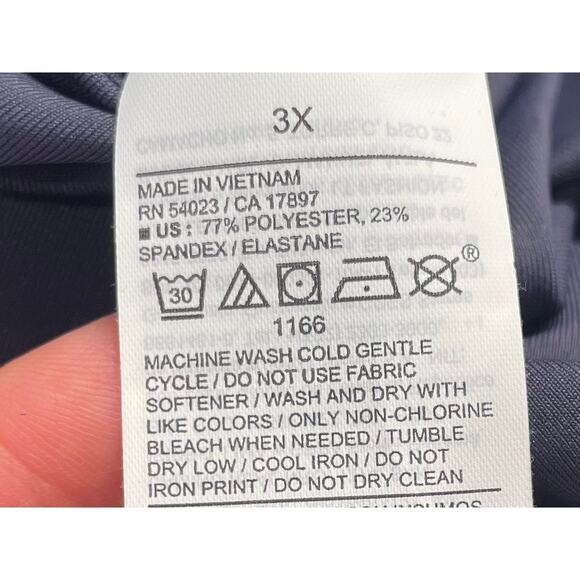 3X
MADE IN VIETNAM
RN 54023 / CA 17897
US : 77% POLYESTER, 23%
SPANDEX / ELASTANE
30
®
1166
MACHINE WASH COLD GENTLE
CYCLE / DO NOT USE FABRIC
SOFTENER / WASH AND DRY WITH
LIKE COLORS / ONLY NON-CHLORINE
BLEACH WHEN NEEDED / TUMBLE
DRY LOW / COOL IRON / DO NOT
IRON PRINT / DO NOT DRY CLEAN